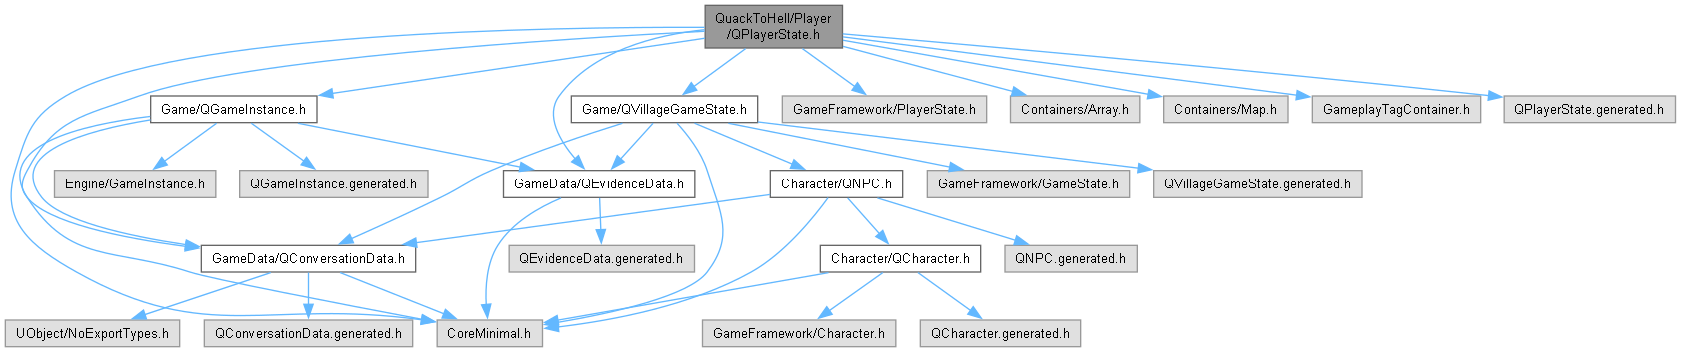 QuackToHell/Player
/QPlayerState.h
Game/QGameInstance.h
Game/QVillageGameState.h
GameFramework/PlayerState.h
Containers/Array.h
Containers/Map.h
GameplayTagContainer.h
QPlayerState.generated.h
Engine/GameInstance.h
QGameInstance.generated.h
GameData/QEvidenceData.h
Character/QNPC.h
GameFramework/GameState.h
QVillageGameState.generated.h
GameData/QConversationData.h
QEvidenceData.generated.h
Character/QCharacter.h
QNPC.generated.h
UObject/NoExportTypes.h
QConversationData.generated.h
CoreMinimal.h
GameFramework/Character.h
QCharacter.generated.h